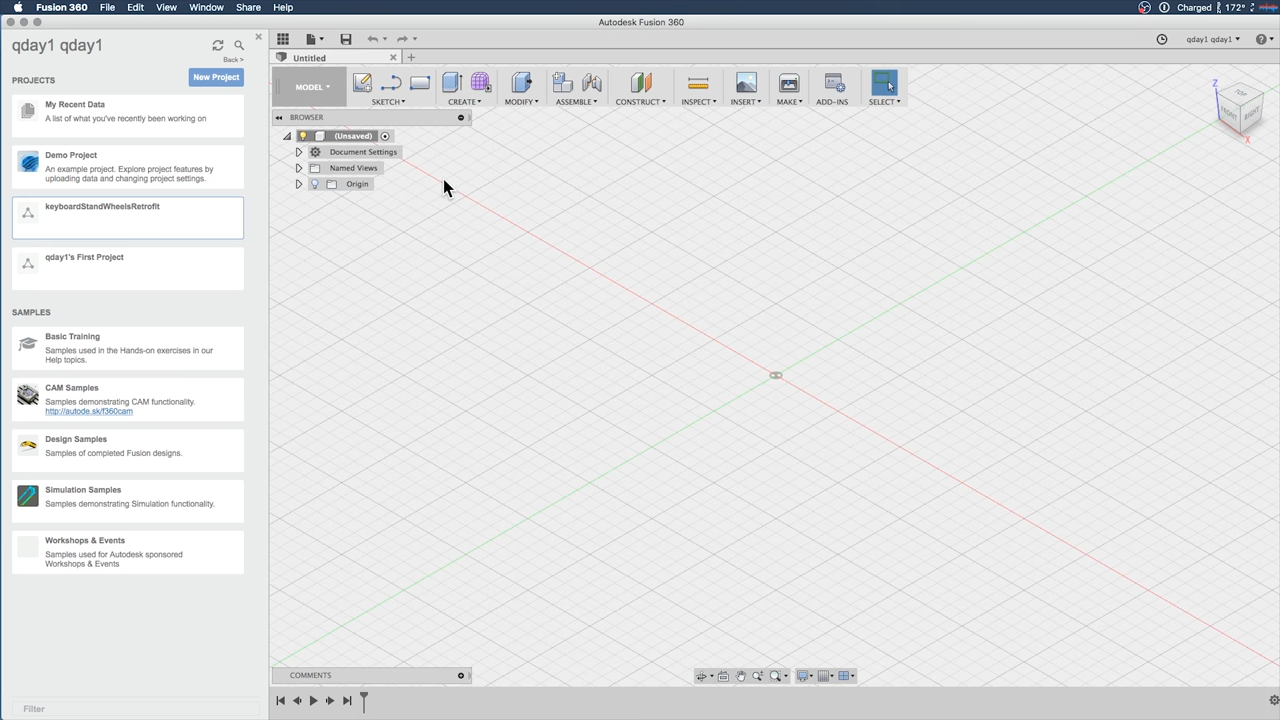 Fusion 360 File Edit View Window Share Help
Charged 172°
Autodesk Fusion 360
qday1 qday1
Back >
PROJECTS
New Project
My Recent Data
A list of what you've recently been working on
Demo Project
An example project. Explore project features by
uploading data and changing project settings.
keyboardStandWheelsRetrofit
qday1's First Project
SAMPLES
Basic Training
Samples used in the Hands-on exercises in our
Help topics.
CAM Samples
Samples demonstrating CAM functionality.
http://autode.sk/f360cam
Design Samples
Samples of completed Fusion designs.
Simulation Samples
Samples demonstrating Simulation functionality.
Workshops & Events
Samples used for Autodesk sponsored
Workshops & Events
Filter
qday1 qday1
Untitled
MODEL
SKETCH CREATE MODIFY ASSEMBLE CONSTRUCT INSPECT INSERT MAKE ADD-INS SELECT
BROWSER
(Unsaved)
Document Settings
Named Views
Origin
Z
TOP
FRONT RIGHT
X
COMMENTS